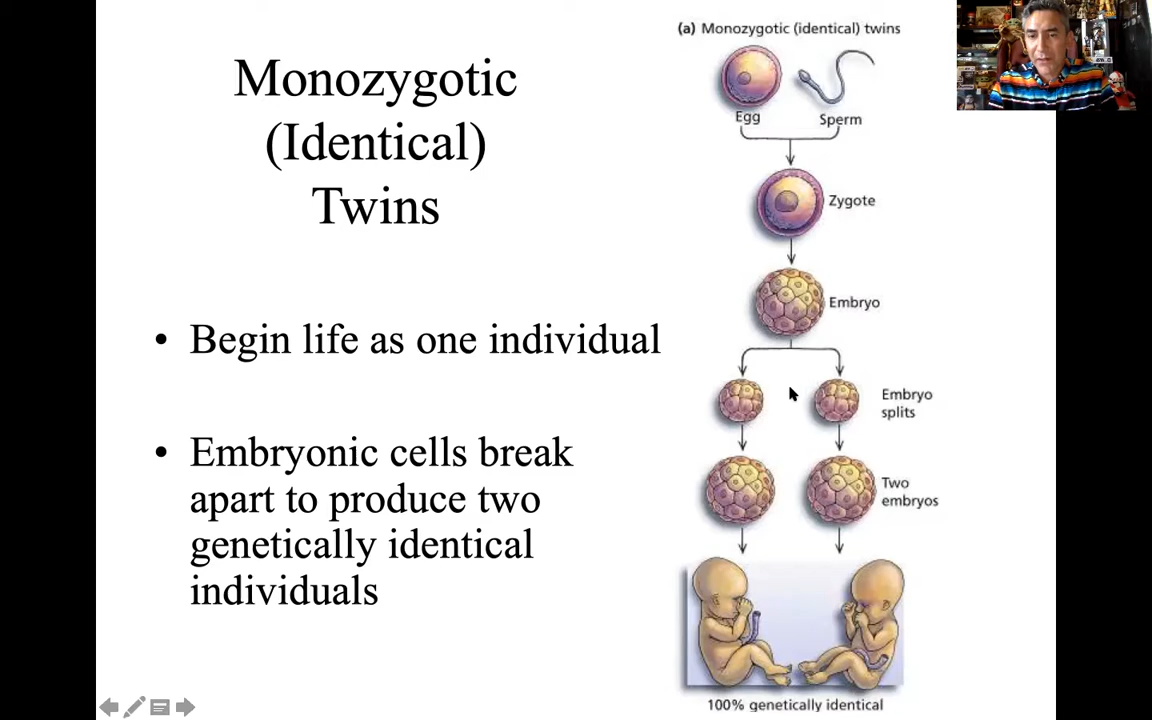 Monozygotic
(Identical)
Twins
• Begin life as one individual
• Embryonic cells break
apart to produce two
genetically identical
individuals
(a) Monozygotic (identical) twins
Egg
Sperm
Zygote
Embryo
Embryo
splits
Two
embryos
100% genetically identical